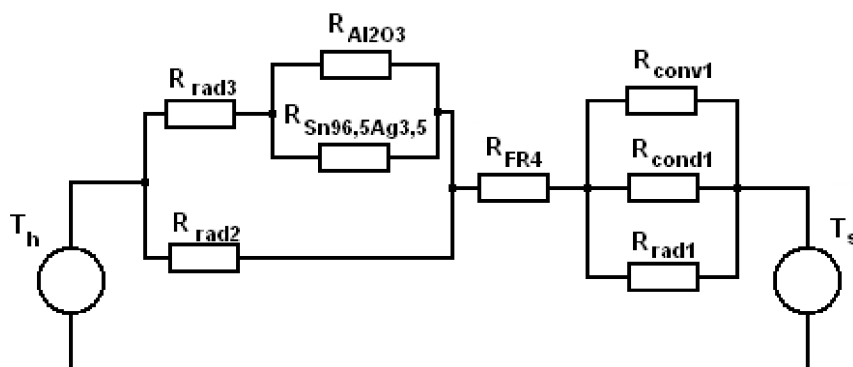 R Al2O3
R rad3
R Sn96,5Ag3,5
R conv1
R FR4
R cond1
T h
R rad2
R rad1
T s